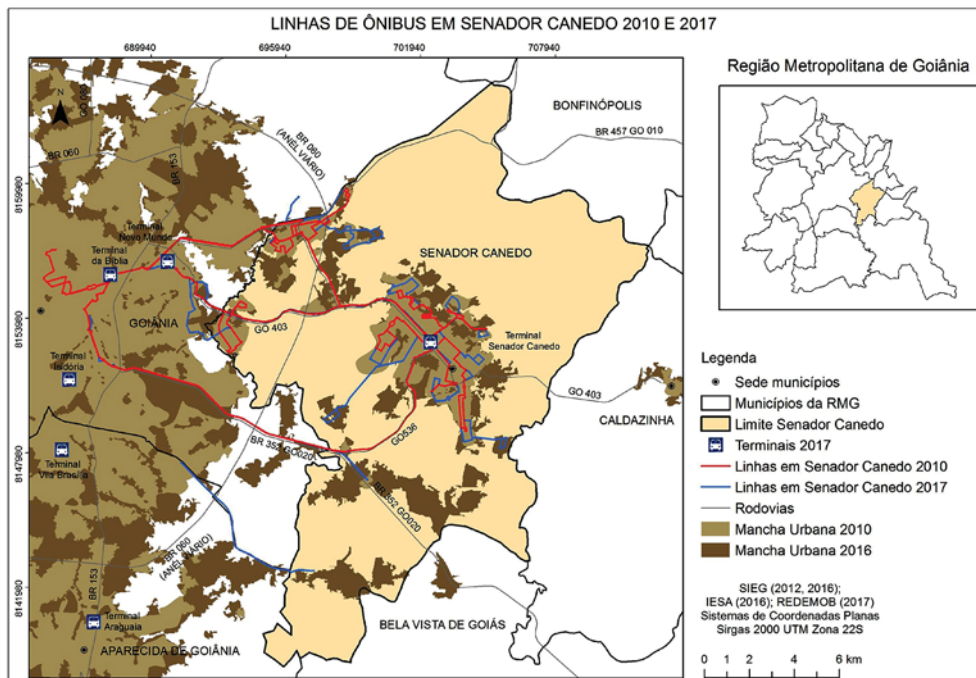 LINHAS DE ÔNIBUS EM SENADOR CANEDO 2010 E 2017
689940
695940
701940
707940
8159980
8153980
8147980
8141980
N
GO 080
BR 060
BR 153
BR 060
(ANEL VIÁRIO)
BONFINÓPOLIS
BR 457 GO 010
Terminal
Novo Mundo
Terminal
da Bíblia
SENADOR CANEDO
GOIÂNIA
GO 403
Terminal
Senador Canedo
Terminal
Isidória
GO 403
CALDAZINHA
GO536
BR 352 GO020
Terminal
Vila Brasília
BR 352 GO020
BR 060
(ANEL VIÁRIO)
BR 153
Terminal
Araguaia
BELA VISTA DE GOIÁS
APARECIDA DE GOIÂNIA
Região Metropolitana de Goiânia
Legenda
Sede municípios
Municípios da RMG
Limite Senador Canedo
Terminais 2017
Linhas em Senador Canedo 2010
Linhas em Senador Canedo 2017
Rodovias
Mancha Urbana 2010
Mancha Urbana 2016
SIEG (2012, 2016);
IESA (2016); REDEMOB (2017)
Sistemas de Coordenadas Planas
Sirgas 2000 UTM Zona 22S
0 1 2 4 6 km